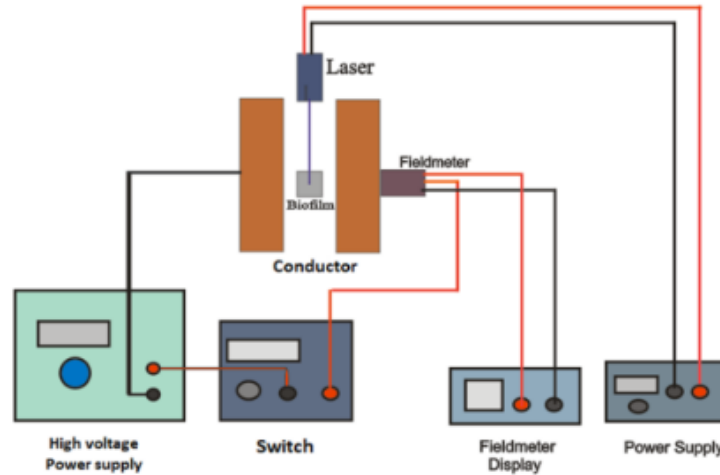 Laser
Fieldmeter
Biofilm
Conductor
High voltage
Power supply
Switch
Fieldmeter
Display
Power Supply